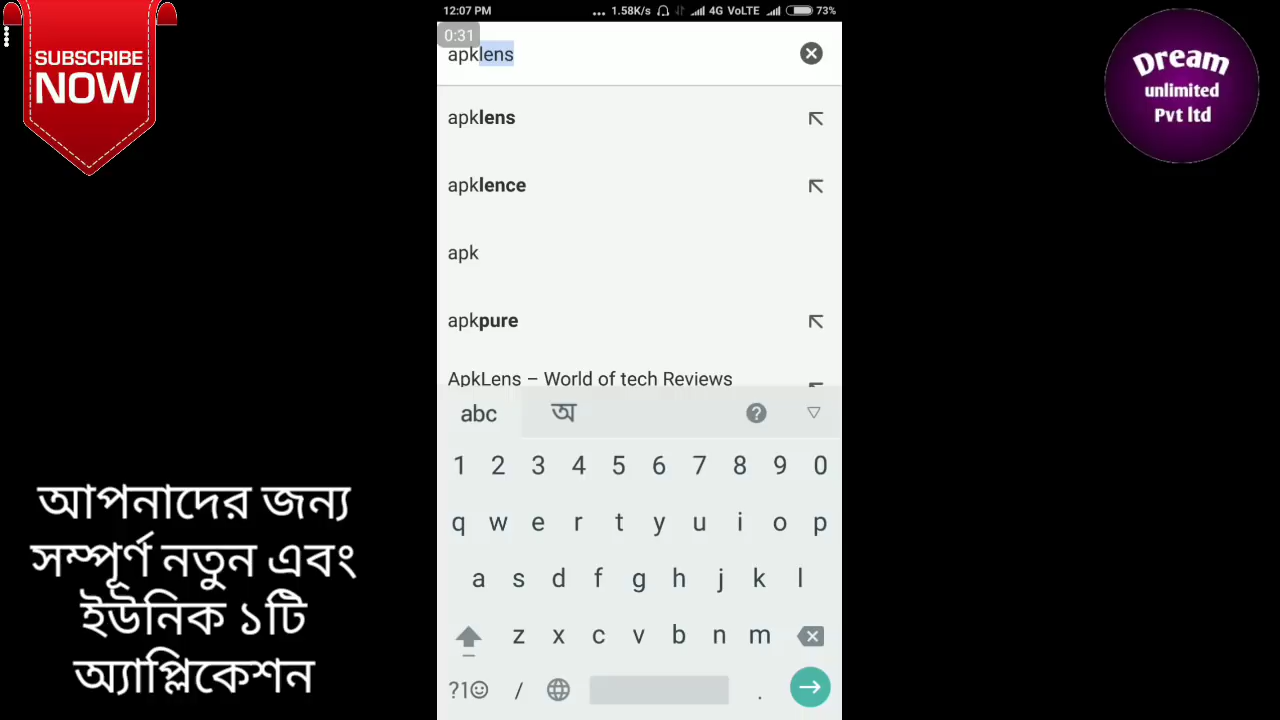 SUBSCRIBE
NOW
12:07 PM ... 1.58K/s 4G VoLTE 73%
0:31
apklens
apklens
apklence
apk
apkpure
ApkLens – World of tech Reviews
abc অ ?
1 2 3 4 5 6 7 8 9 0
q w e r t y u i o p
a s d f g h j k l
z x c v b n m
?1☺ / .
Dream
unlimited
Pvt ltd
আপনাদের জন্য
সম্পূর্ণ নতুন এবং
ইউনিক ১টি
অ্যাপ্লিকেশন